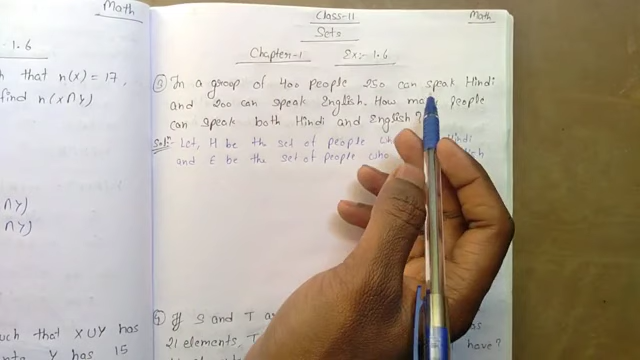 Math
Class-11
Math
Sets
Chapter-1 Ex:- 1.6
:- 1.6
that n(x) = 17,
find n(x∩y)
③ In a group of 400 people 250 can speak Hindi
and 200 can speak English. How many people
can speak both Hindi and English?
Sol:- Let, H be the set of people Hindi
and E be the set of people who
∩y)
∩y)
④ If S and T
21 elements, T have?
such that X∪Y has
Y has 15